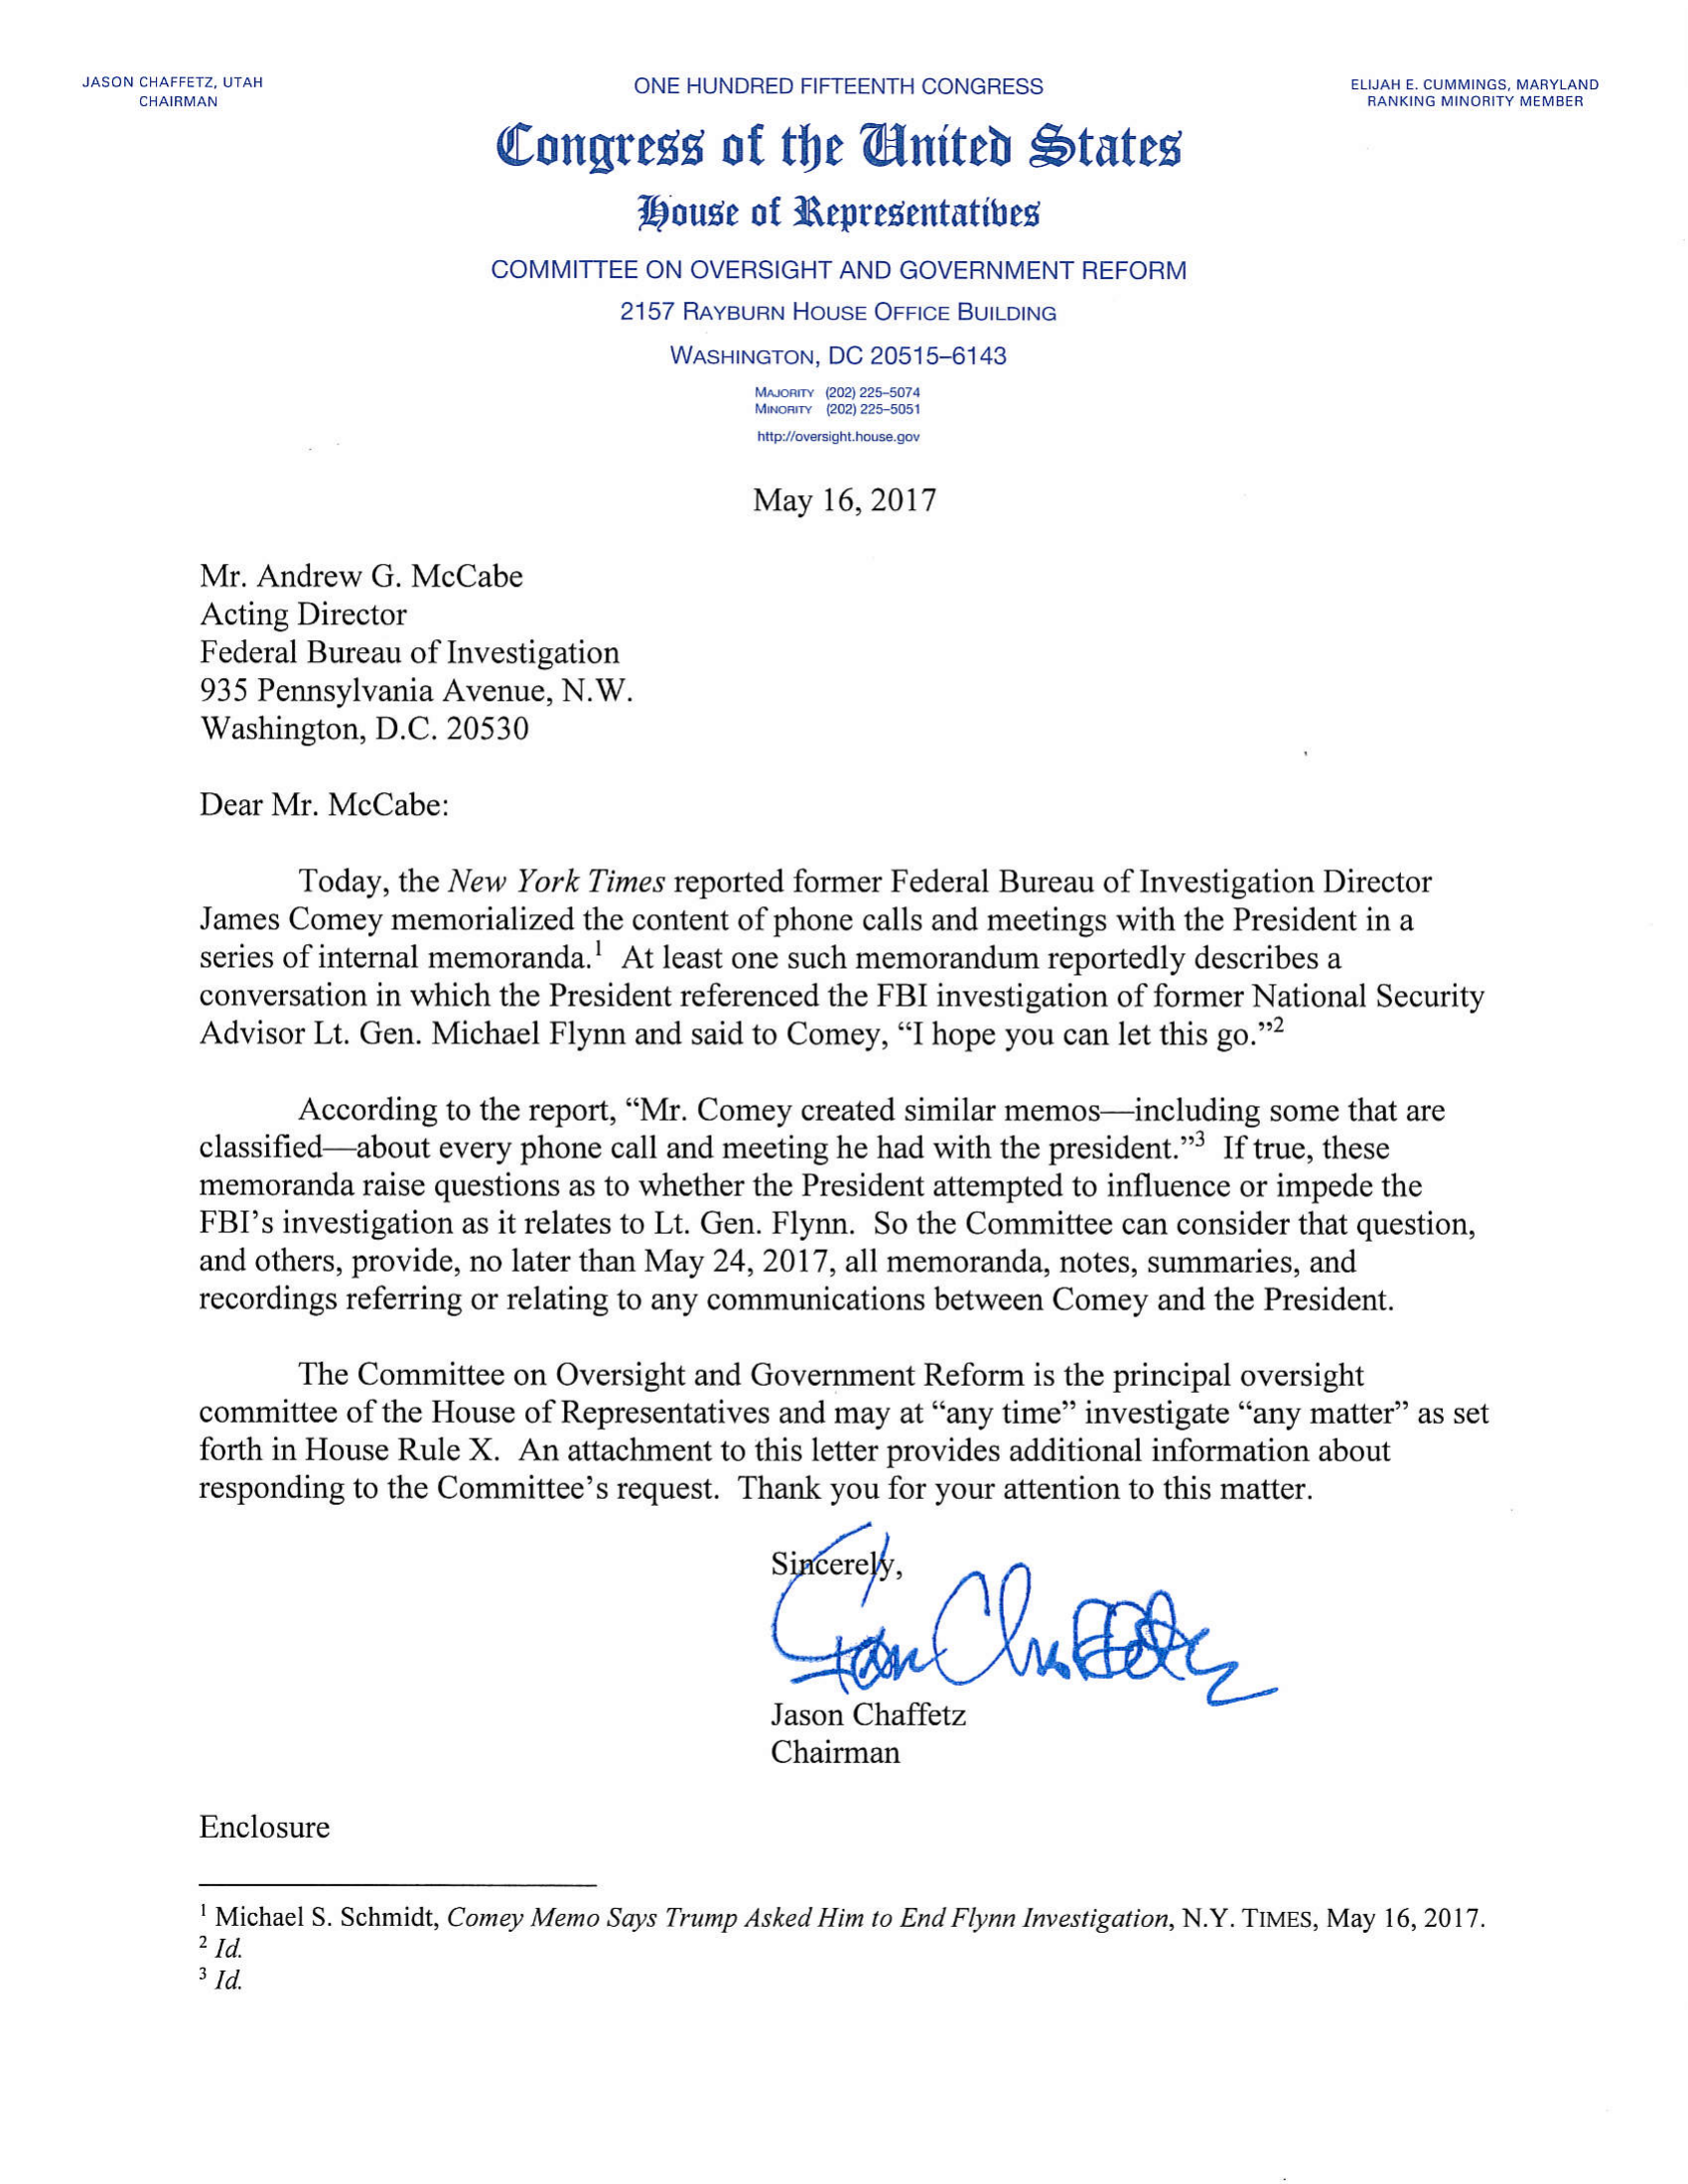 JASON CHAFFETZ, UTAH
CHAIRMAN
ONE HUNDRED FIFTEENTH CONGRESS
ELIJAH E. CUMMINGS, MARYLAND
RANKING MINORITY MEMBER
Congress of the United States
House of Representatives
COMMITTEE ON OVERSIGHT AND GOVERNMENT REFORM
2157 RAYBURN HOUSE OFFICE BUILDING
WASHINGTON, DC 20515–6143
MAJORITY (202) 225–5074
MINORITY (202) 225–5051
http://oversight.house.gov
May 16, 2017
Mr. Andrew G. McCabe
Acting Director
Federal Bureau of Investigation
935 Pennsylvania Avenue, N.W.
Washington, D.C. 20530
Dear Mr. McCabe:
Today, the New York Times reported former Federal Bureau of Investigation Director
James Comey memorialized the content of phone calls and meetings with the President in a
series of internal memoranda.1 At least one such memorandum reportedly describes a
conversation in which the President referenced the FBI investigation of former National Security
Advisor Lt. Gen. Michael Flynn and said to Comey, “I hope you can let this go.”2
According to the report, “Mr. Comey created similar memos—including some that are
classified—about every phone call and meeting he had with the president.”3 If true, these
memoranda raise questions as to whether the President attempted to influence or impede the
FBI’s investigation as it relates to Lt. Gen. Flynn. So the Committee can consider that question,
and others, provide, no later than May 24, 2017, all memoranda, notes, summaries, and
recordings referring or relating to any communications between Comey and the President.
The Committee on Oversight and Government Reform is the principal oversight
committee of the House of Representatives and may at “any time” investigate “any matter” as set
forth in House Rule X. An attachment to this letter provides additional information about
responding to the Committee’s request. Thank you for your attention to this matter.
Sincerely,
Jason Chaffetz
Jason Chaffetz
Chairman
Enclosure
1 Michael S. Schmidt, Comey Memo Says Trump Asked Him to End Flynn Investigation, N.Y. TIMES, May 16, 2017.
2 Id.
3 Id.